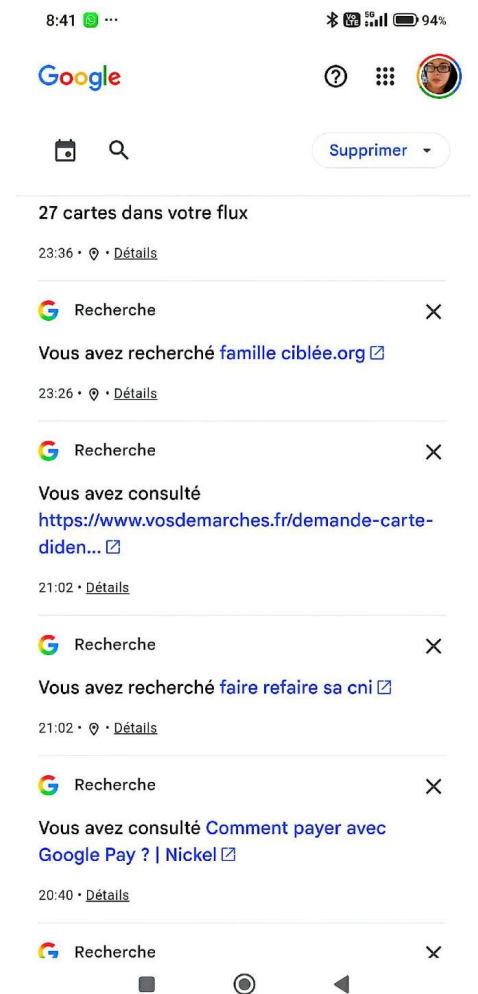 8:41 ...
Vo LTE 5G 94%
Google
Supprimer
27 cartes dans votre flux
23:36 • • Détails
Recherche
Vous avez recherché famille ciblée.org
23:26 • • Détails
Recherche
Vous avez consulté
https://www.vosdemarches.fr/demande-carte-
diden...
21:02 • Détails
Recherche
Vous avez recherché faire refaire sa cni
21:02 • • Détails
Recherche
Vous avez consulté Comment payer avec
Google Pay ? | Nickel
20:40 • Détails
Recherche